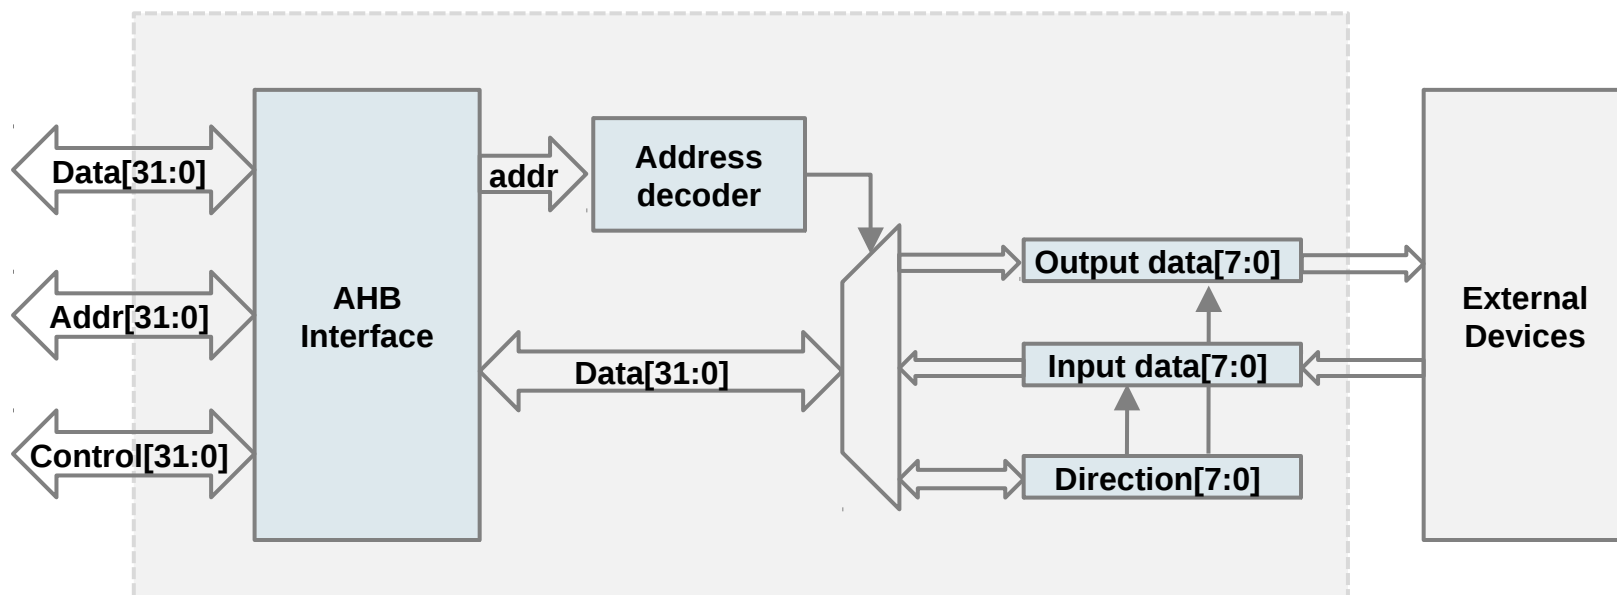 Data[31:0]
Addr[31:0]
Control[31:0]
AHB
Interface
addr
Address
decoder
Data[31:0]
Output data[7:0]
Input data[7:0]
Direction[7:0]
External
Devices